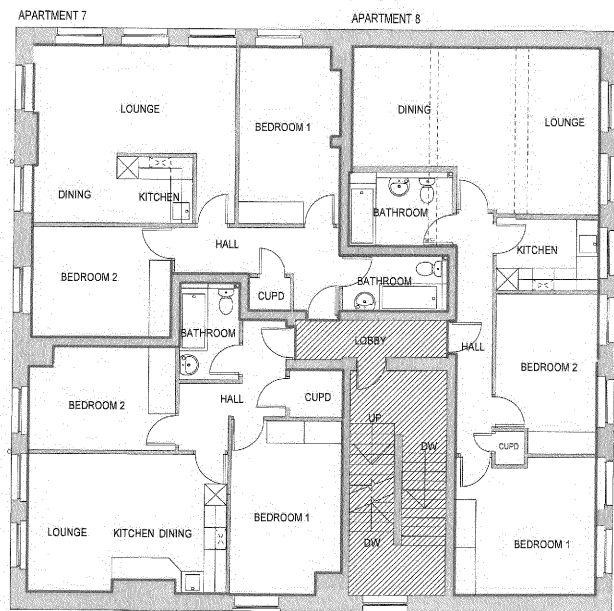 APARTMENT 7
APARTMENT 8
LOUNGE
DINING
KITCHEN
BEDROOM 1
HALL
BEDROOM 2
CUPD
BATHROOM
DINING
LOUNGE
BATHROOM
KITCHEN
HALL
BEDROOM 2
CUPD
BEDROOM 1
LOBBY
UP
DW
DW
BATHROOM
HALL
CUPD
BEDROOM 2
LOUNGE
KITCHEN DINING
BEDROOM 1